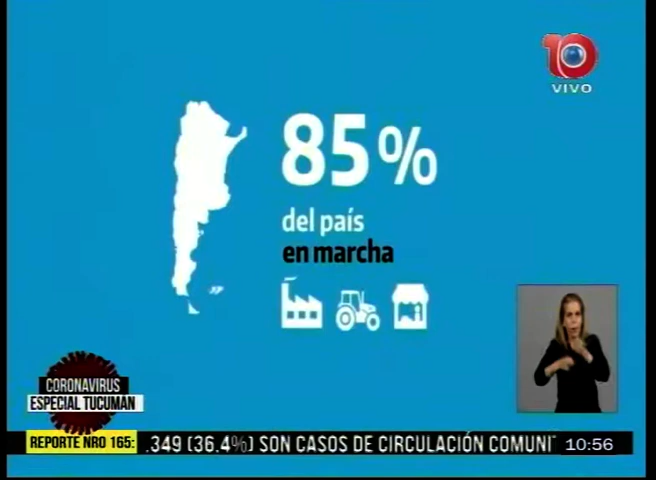 10
VIVO
85%
del país
en marcha
CORONAVIRUS
ESPECIAL TUCUMÁN
REPORTE NRO 165: .349 (36.4%) SON CASOS DE CIRCULACIÓN COMUNI 10:56